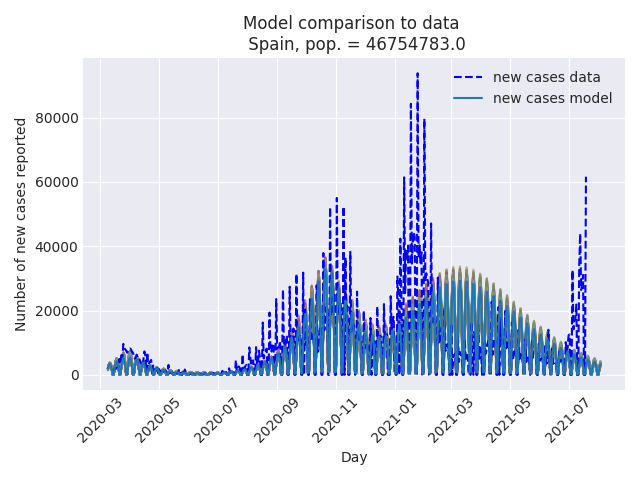 Model comparison to data
Spain, pop. = 46754783.0
new cases data
new cases model
Number of new cases reported
80000
60000
40000
20000
0
2020-03
2020-05
2020-07
2020-09
2020-11
2021-01
2021-03
2021-05
2021-07
Day